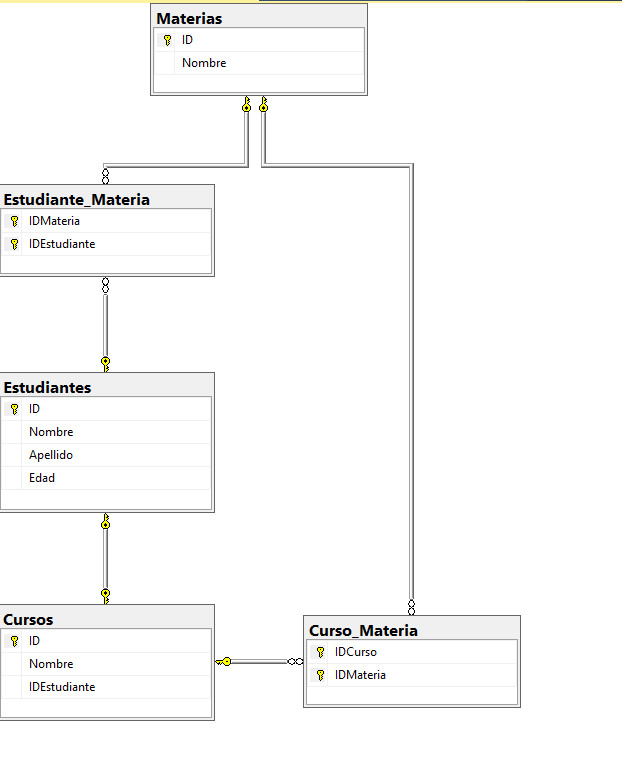 Materias
ID
Nombre
Estudiante_Materia
IDMateria
IDEstudiante
Estudiantes
ID
Nombre
Apellido
Edad
Cursos
ID
Nombre
IDEstudiante
Curso_Materia
IDCurso
IDMateria